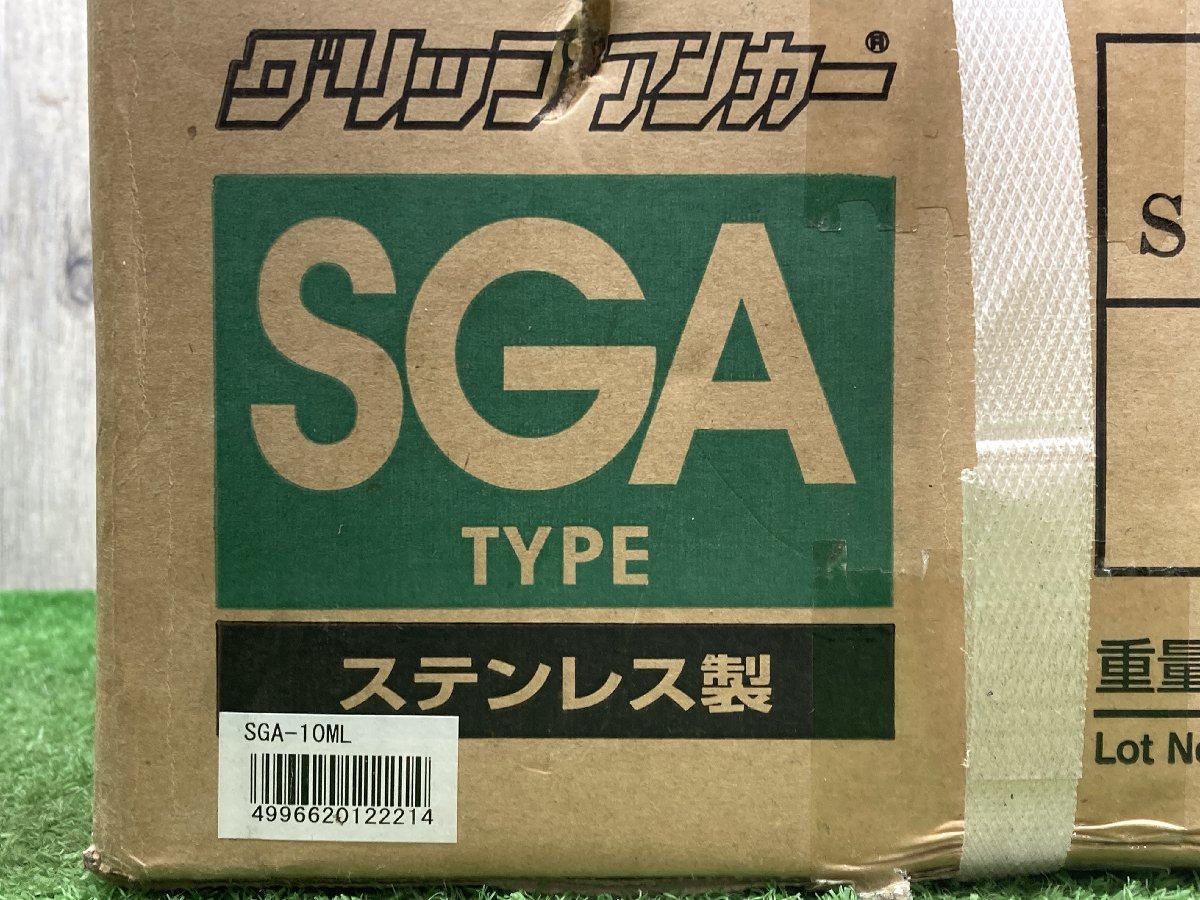 グリップアンカー®
SGA
TYPE
ステンレス製
SGA-10ML
4996620122214
S
重量
Lot No